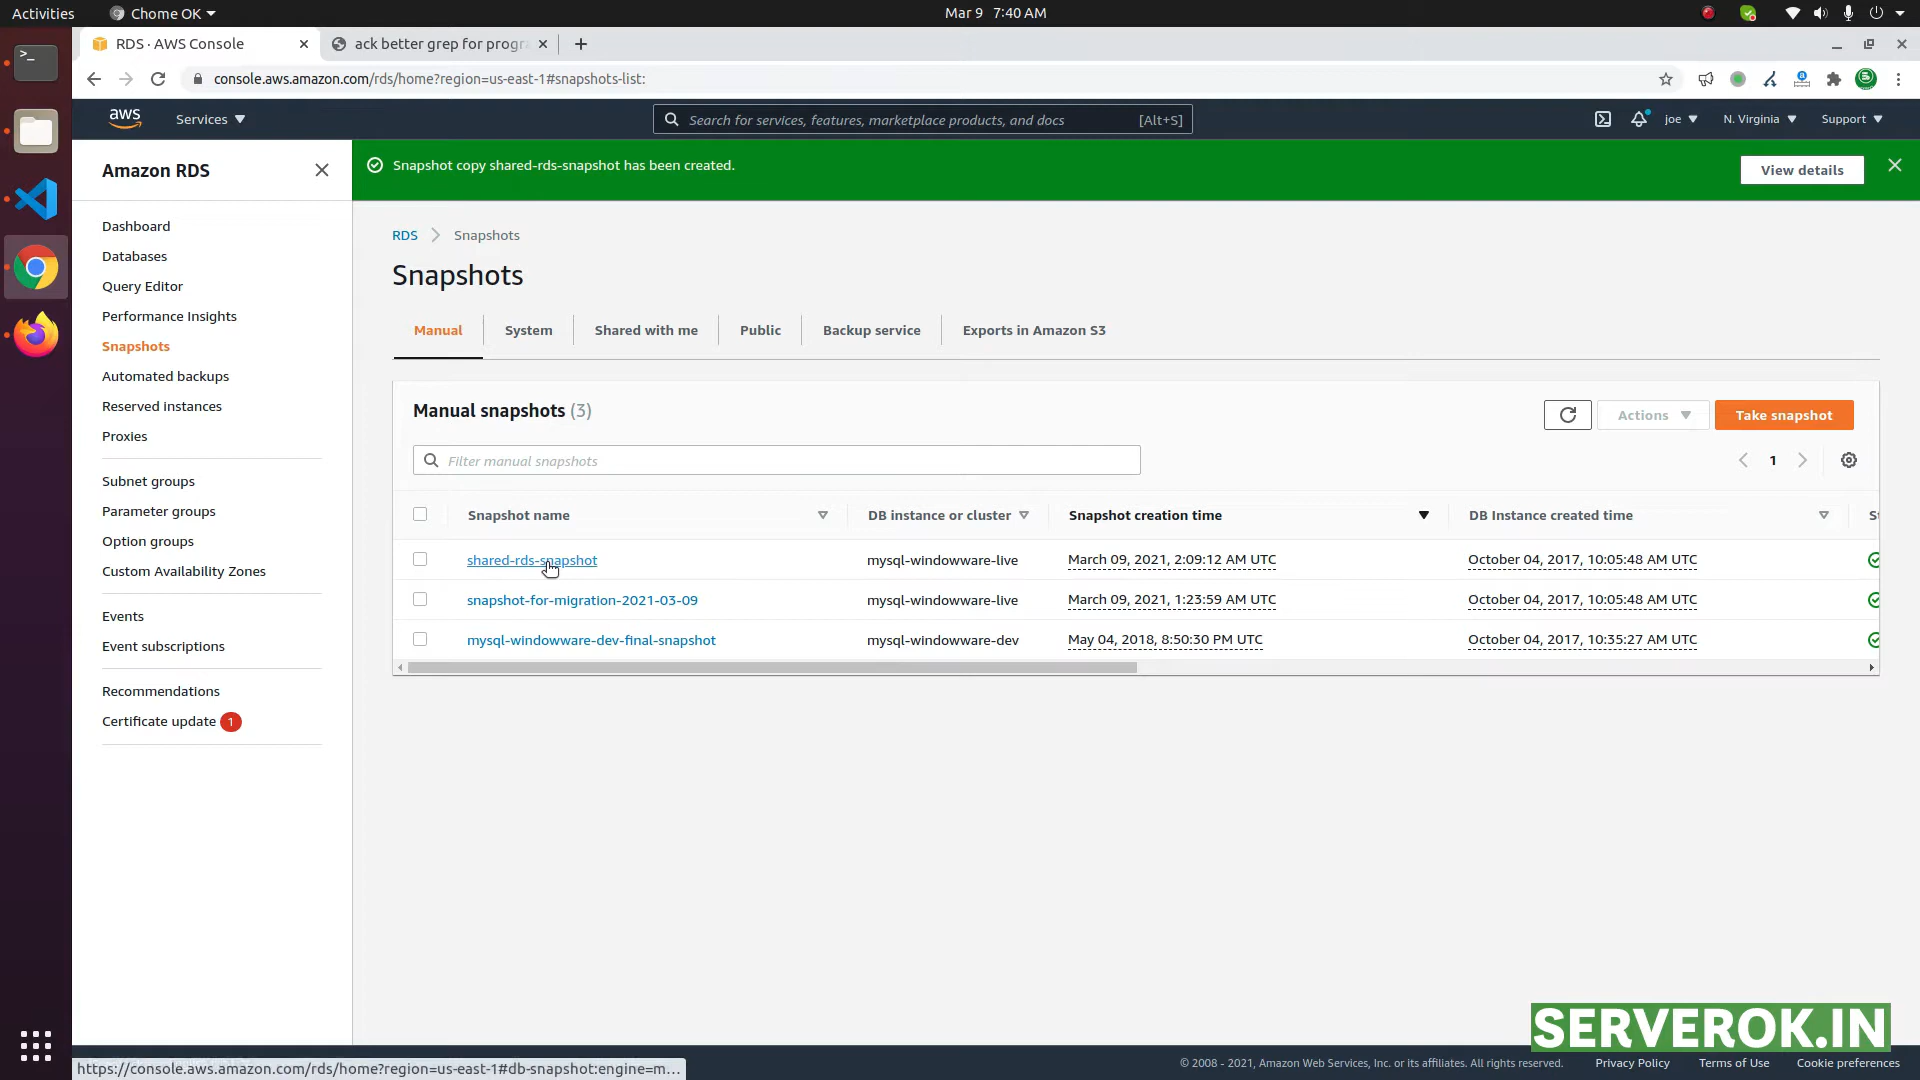 Activities
Chome OK
Mar 9 7:40 AM
RDS · AWS Console
ack better grep for progr
console.aws.amazon.com/rds/home?region=us-east-1#snapshots-list:
aws
Services
Search for services, features, marketplace products, and docs
[Alt+S]
joe
N. Virginia
Support
Amazon RDS
Dashboard
Databases
Query Editor
Performance Insights
Snapshots
Automated backups
Reserved instances
Proxies
Subnet groups
Parameter groups
Option groups
Custom Availability Zones
Events
Event subscriptions
Recommendations
Certificate update 1
Snapshot copy shared-rds-snapshot has been created.
View details
RDS
Snapshots
Snapshots
Manual
System
Shared with me
Public
Backup service
Exports in Amazon S3
Manual snapshots (3)
Actions
Take snapshot
Filter manual snapshots
1
Snapshot name
DB instance or cluster
Snapshot creation time
DB Instance created time
St
shared-rds-snapshot
mysql-windowware-live
March 09, 2021, 2:09:12 AM UTC
October 04, 2017, 10:05:48 AM UTC
snapshot-for-migration-2021-03-09
mysql-windowware-live
March 09, 2021, 1:23:59 AM UTC
October 04, 2017, 10:05:48 AM UTC
mysql-windowware-dev-final-snapshot
mysql-windowware-dev
May 04, 2018, 8:50:30 PM UTC
October 04, 2017, 10:35:27 AM UTC
SERVEROK.IN
https://console.aws.amazon.com/rds/home?region=us-east-1#db-snapshot:engine=m...
© 2008 - 2021, Amazon Web Services, Inc. or its affiliates. All rights reserved.
Privacy Policy
Terms of Use
Cookie preferences